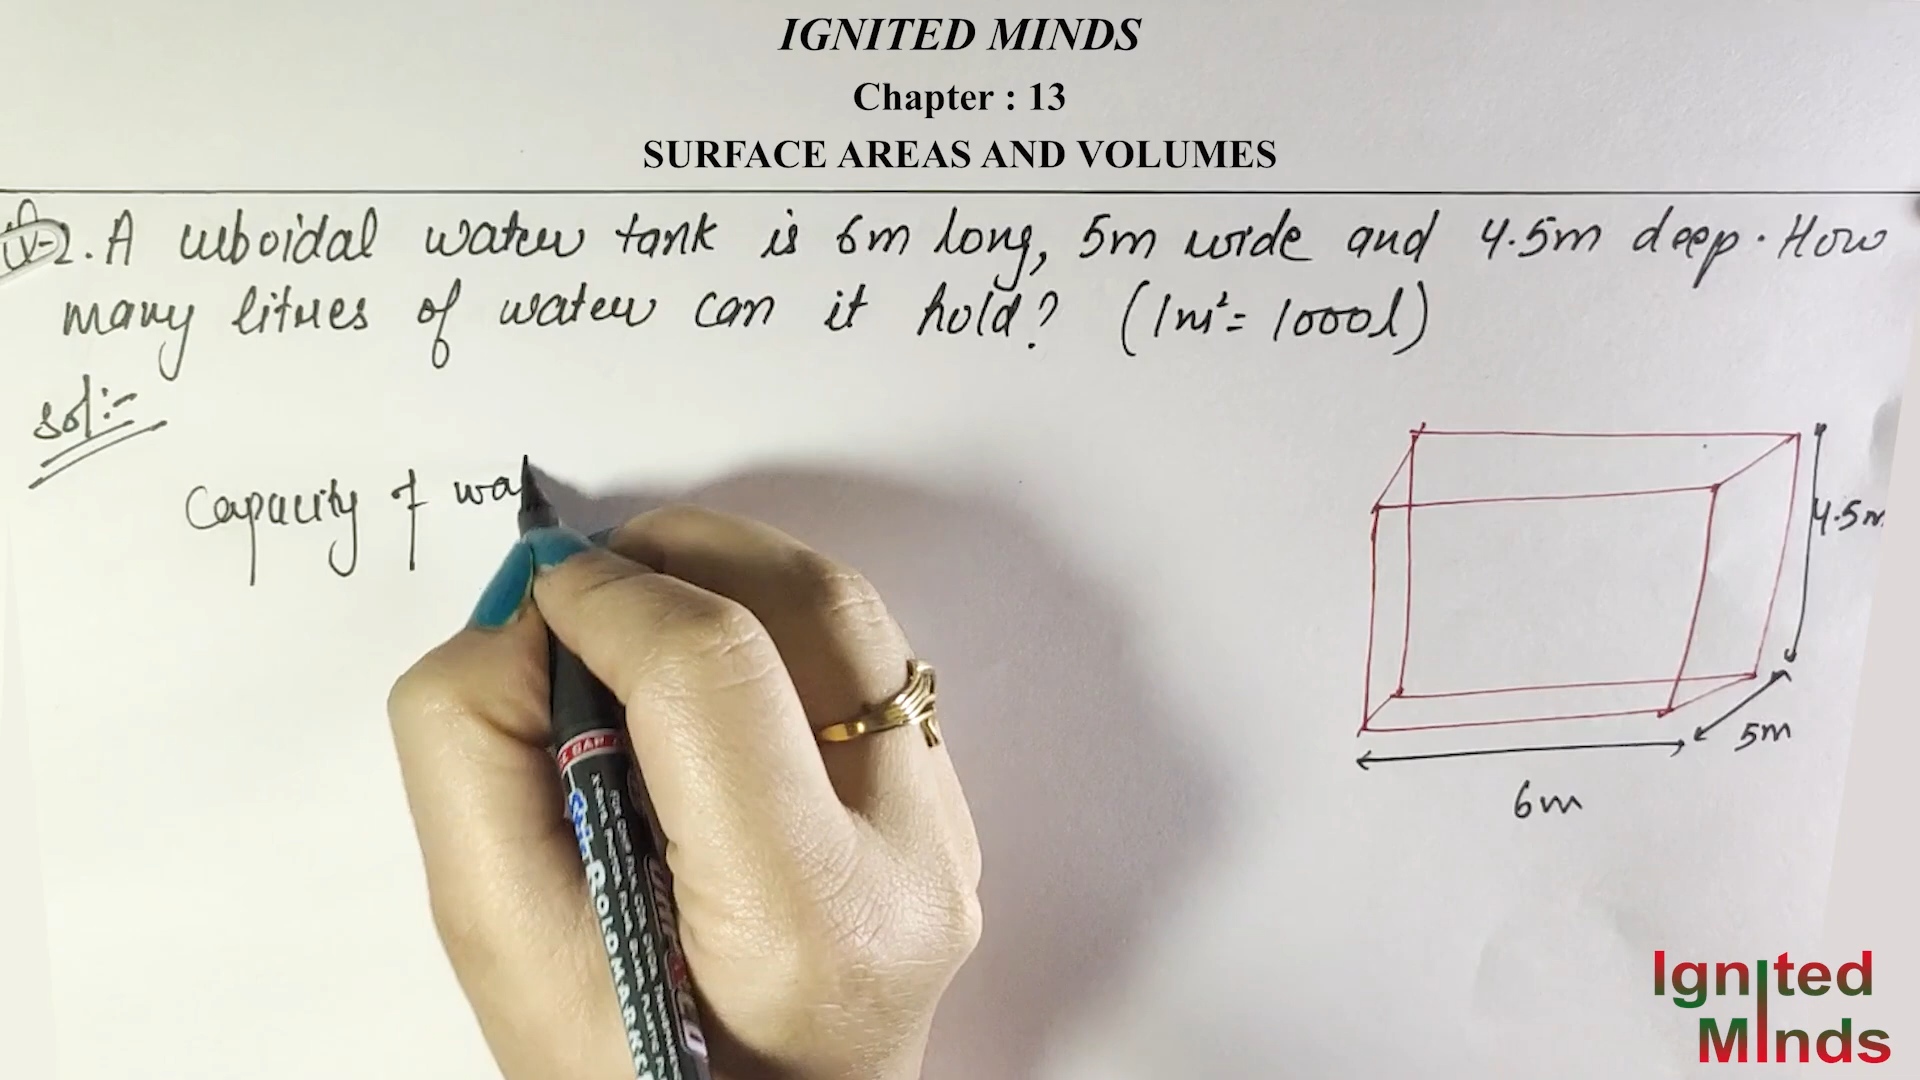 IGNITED MINDS
Chapter : 13
SURFACE AREAS AND VOLUMES
Q-2. A cuboidal water tank is 6m long, 5m wide and 4.5m deep. How
many litres of water can it hold? (1m²= 1000l)
Sol:-
Capacity of wa
4.5m
5m
6m
BOLDMARKER
Ignited
Minds